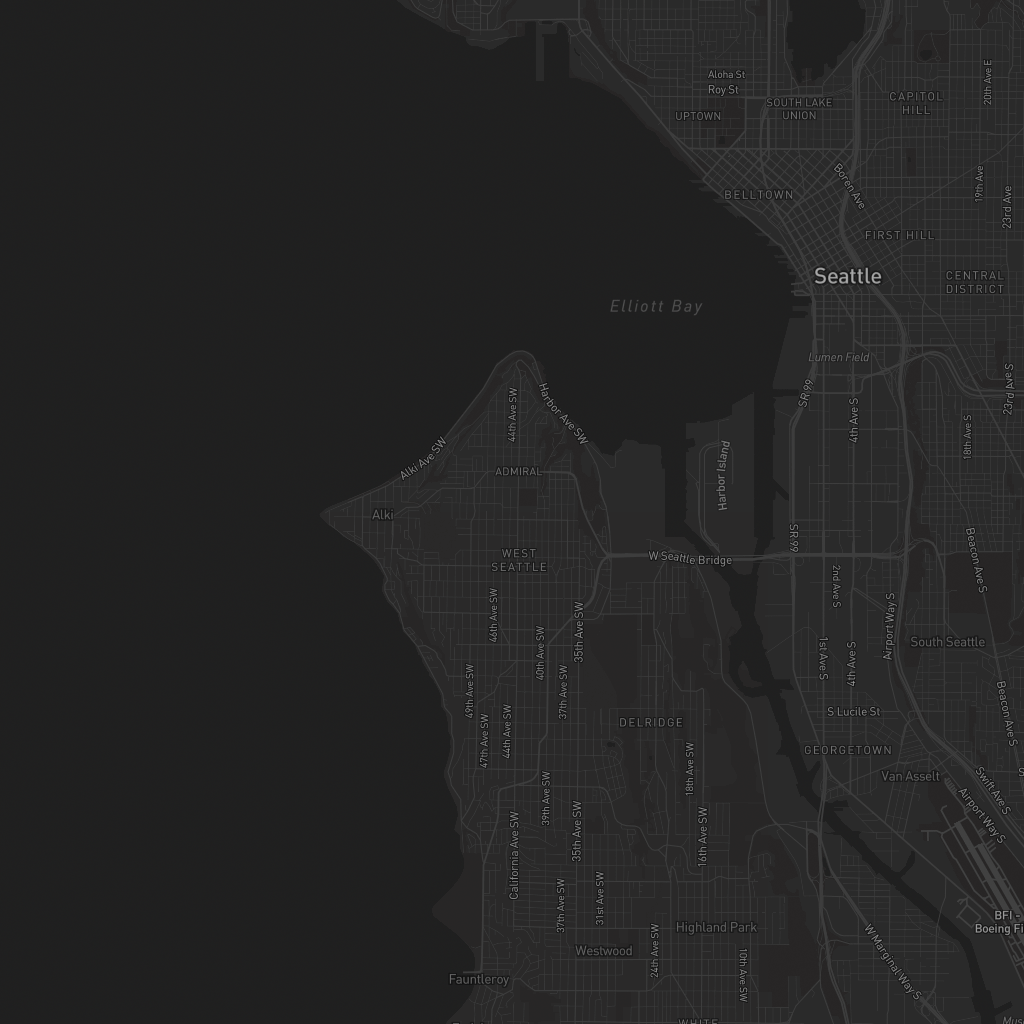 Aloha St
Roy St
20th Ave E
SOUTH LAKE
UNION
CAPITOL
HILL
UPTOWN
BELLTOWN
Boren Ave
19th Ave
23rd Ave
FIRST HILL
Seattle
CENTRAL
DISTRICT
Elliott Bay
Lumen Field
SR 99
4th Ave S
23rd Ave S
18th Ave S
44th Ave SW
Harbor Ave SW
Alki Ave SW
ADMIRAL
Harbor Island
Alki
SR 99
WEST
SEATTLE
W Seattle Bridge
Beacon Ave S
2nd Ave S
46th Ave SW
35th Ave SW
40th Ave SW
Airport Way S
South Seattle
1st Ave S
4th Ave S
49th Ave SW
37th Ave SW
47th Ave SW
44th Ave SW
DELRIDGE
S Lucile St
Beacon Ave S
GEORGETOWN
18th Ave SW
Van Asselt
S
Swift Ave S
39th Ave SW
Airport Way S
California Ave SW
35th Ave SW
16th Ave SW
37th Ave SW
31st Ave SW
BFI -
Boeing Fi
Highland Park
24th Ave SW
Westwood
10th Ave SW
W Marginal Way S
Fauntleroy
WHITE
Mus